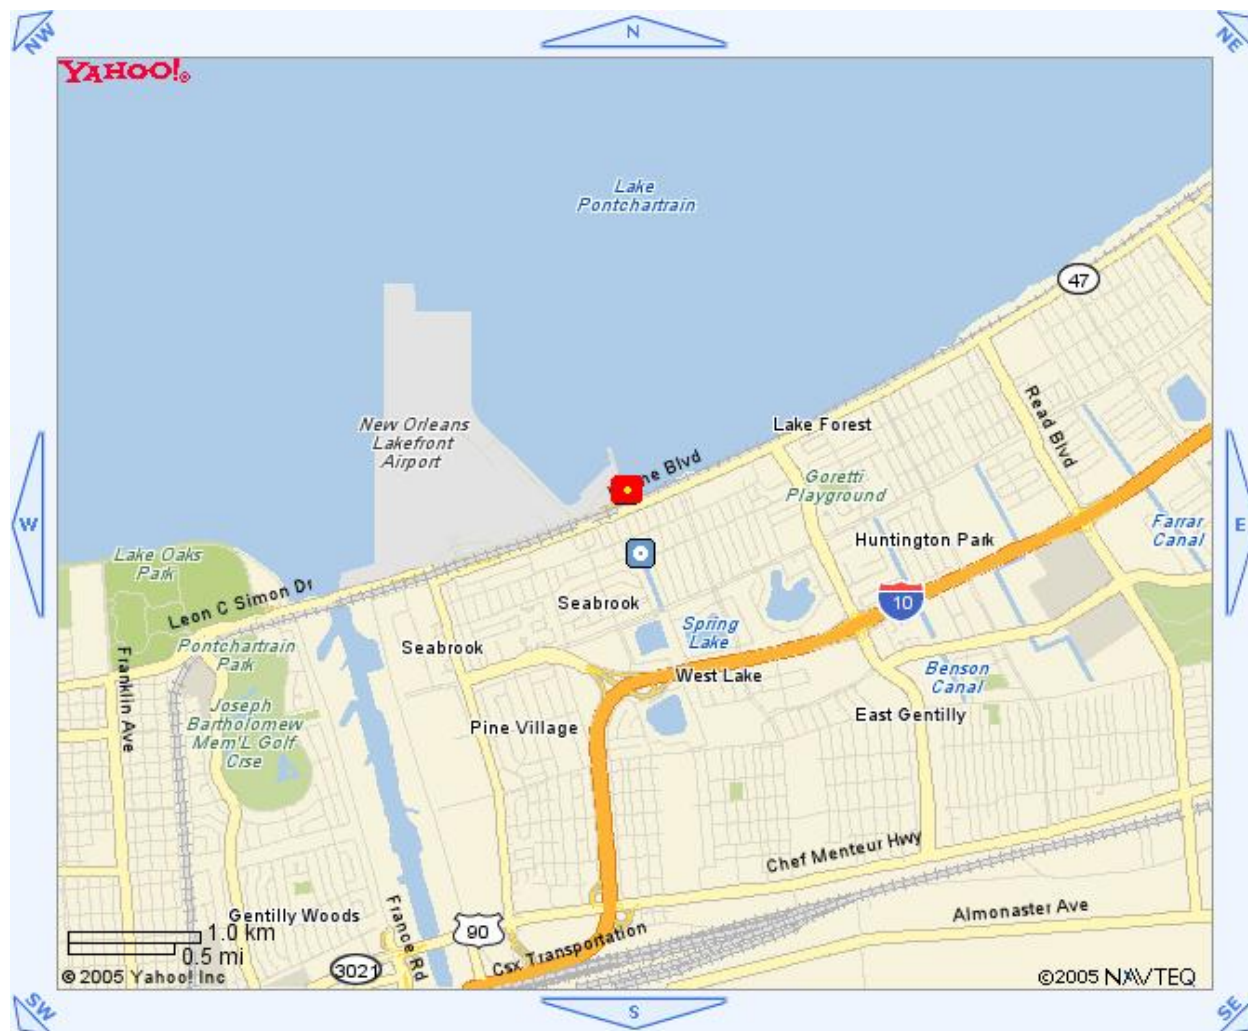 NW
N
NE
YAHOO!®
Lake
Pontchartrain
47
New Orleans
Lakefront
Airport
Lake Forest
Read Blvd
Blvd
Goretti
Playground
W
E
Farrar
Canal
Huntington Park
Lake Oaks
Park
Leon C Simon Dr
Seabrook
10
Spring
Lake
Pontchartrain
Park
Seabrook
West Lake
Benson
Canal
Franklin Ave
Joseph
Bartholomew
Mem'L Golf
Crse
Pine Village
East Gentilly
Chef Menteur Hwy
Gentilly Woods
France Rd
90
Almonaster Ave
1.0 km
0.5 mi
Csx Transportation
3021
©2005 Yahoo! Inc
©2005 NAVTEQ
SW
S
SE